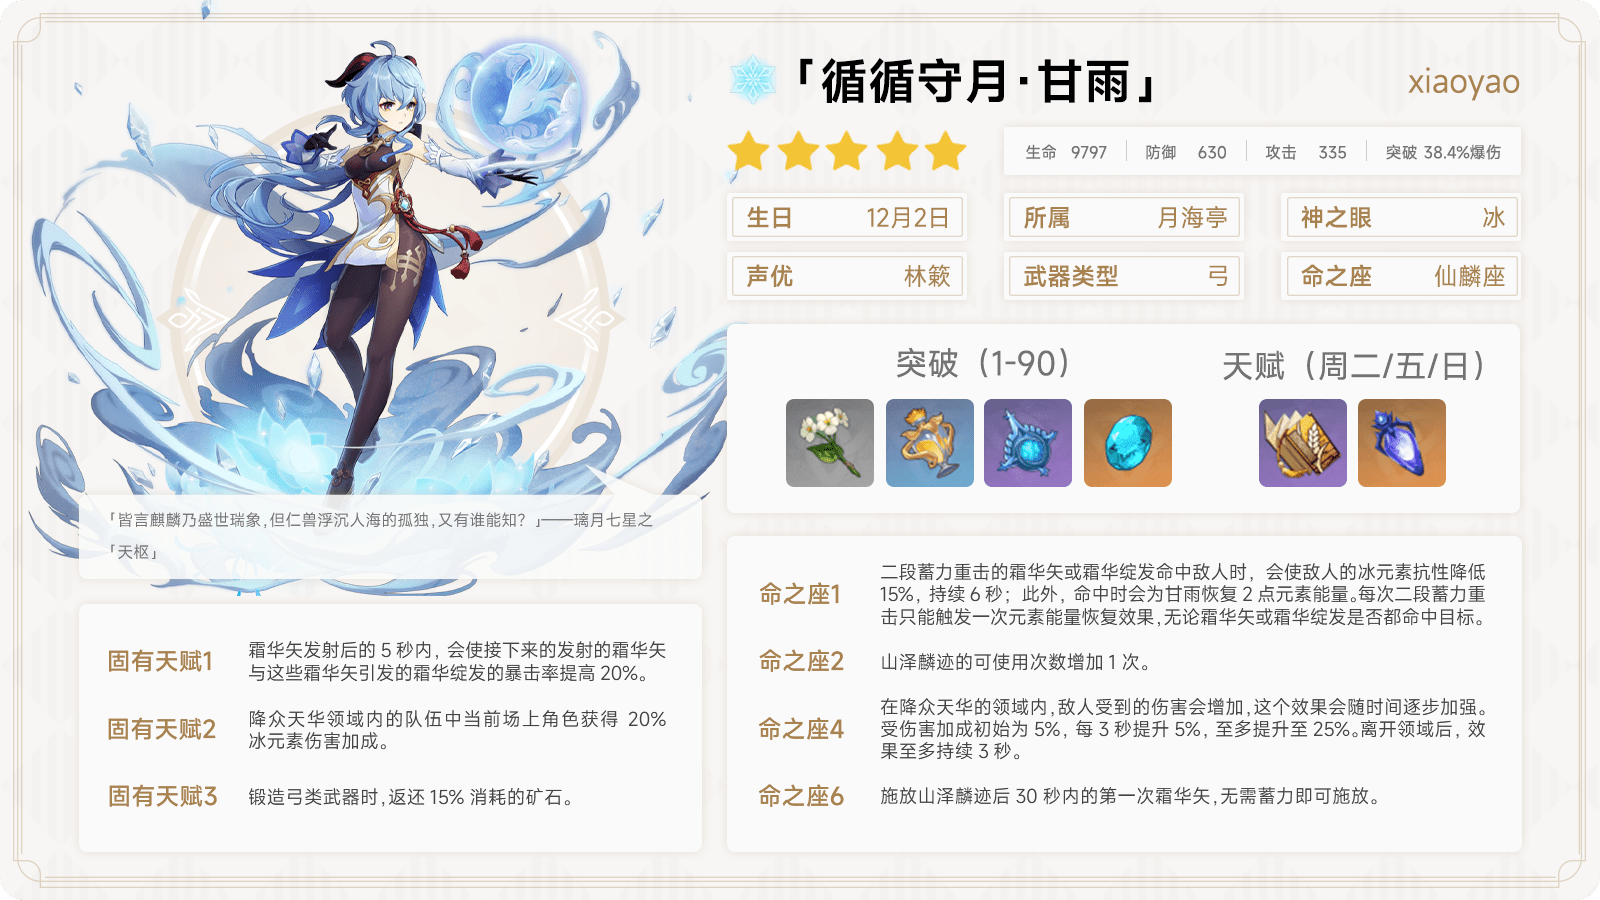 「循循守月·甘雨」
xiaoyao
生命 9797 防御 630 攻击 335 突破 38.4%爆伤
生日 12月2日
所属 月海亭
神之眼 冰
声优 林簌
武器类型 弓
命之座 仙麟座
突破（1-90）
天赋（周二/五/日）
「皆言麒麟乃盛世瑞象,但仁兽浮沉人海的孤独,又有谁能知？」——璃月七星之
「天枢」
固有天赋1
霜华矢发射后的 5 秒内，会使接下来的发射的霜华矢
与这些霜华矢引发的霜华绽发的暴击率提高 20%。
固有天赋2
降众天华领域内的队伍中当前场上角色获得 20%
冰元素伤害加成。
固有天赋3
锻造弓类武器时,返还 15% 消耗的矿石。
命之座1
二段蓄力重击的霜华矢或霜华绽发命中敌人时，会使敌人的冰元素抗性降低
15%，持续 6 秒；此外，命中时会为甘雨恢复 2 点元素能量。每次二段蓄力重
击只能触发一次元素能量恢复效果,无论霜华矢或霜华绽发是否都命中目标。
命之座2
山泽麟迹的可使用次数增加 1 次。
命之座4
在降众天华的领域内,敌人受到的伤害会增加,这个效果会随时间逐步加强。
受伤害加成初始为 5%，每 3 秒提升 5%，至多提升至 25%。离开领域后，效
果至多持续 3 秒。
命之座6
施放山泽麟迹后 30 秒内的第一次霜华矢,无需蓄力即可施放。